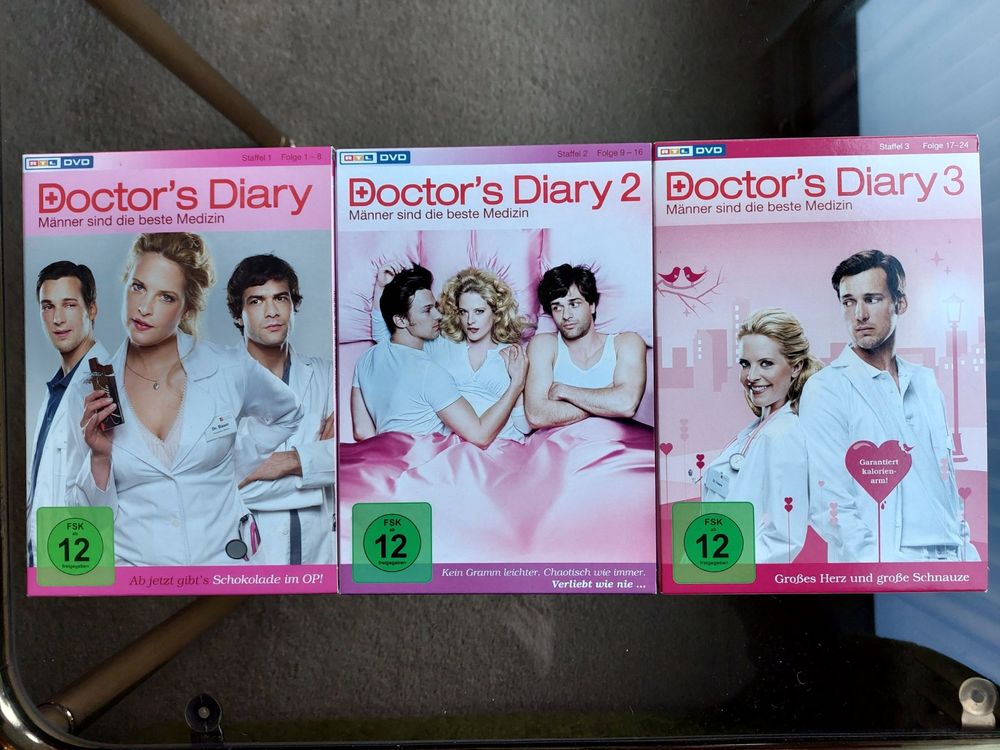 RTL DVD
Staffel 1 Folge 1 – 8
Doctor's Diary
Männer sind die beste Medizin
FSK
ab
12
freigegeben
Ab jetzt gibt's Schokolade im OP!
RTL DVD
Staffel 2 Folge 9 – 16
Doctor's Diary 2
Männer sind die beste Medizin
FSK
ab
12
freigegeben
Kein Gramm leichter. Chaotisch wie immer.
Verliebt wie nie ...
RTL DVD
Staffel 3 Folge 17–24
Doctor's Diary 3
Männer sind die beste Medizin
Garantiert
kalorien-
arm!
FSK
ab
12
freigegeben
Großes Herz und große Schnauze